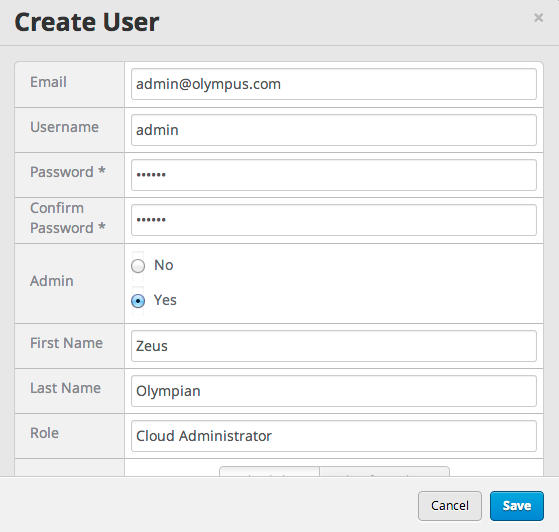 Create User
×
Email
admin@olympus.com
Username
admin
Password *
••••••
Confirm
Password *
••••••
Admin
No
Yes
First Name
Zeus
Last Name
Olympian
Role
Cloud Administrator
Cancel
Save